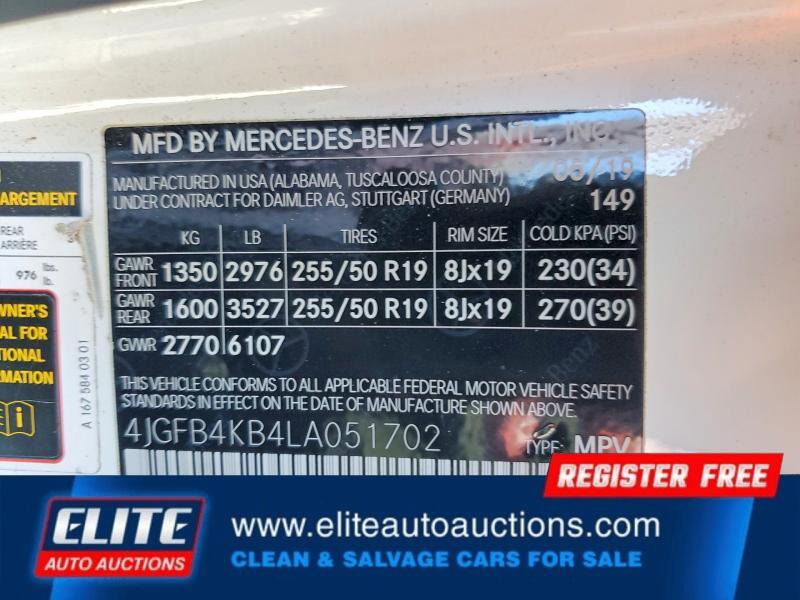 MFD BY MERCEDES-BENZ U.S. INTL., INC.
MANUFACTURED IN USA (ALABAMA, TUSCALOOSA COUNTY) 05/19
UNDER CONTRACT FOR DAIMLER AG, STUTTGART (GERMANY) 149
KG LB TIRES RIM SIZE COLD KPA(PSI)
GAWR FRONT 1350 2976 255/50 R19 8Jx19 230(34)
GAWR REAR 1600 3527 255/50 R19 8Jx19 270(39)
GVWR 2770 6107
THIS VEHICLE CONFORMS TO ALL APPLICABLE FEDERAL MOTOR VEHICLE SAFETY
STANDARDS IN EFFECT ON THE DATE OF MANUFACTURE SHOWN ABOVE.
4JGFB4KB4LA051702 TYPE: MPV
ARGEMENT
REAR
ARRIÈRE
976 lbs.
lb.
WNER'S
AL FOR
TIONAL
RMATION
A 167 584 03 01
REGISTER FREE
ELITE
AUTO AUCTIONS
www.eliteautoauctions.com
CLEAN & SALVAGE CARS FOR SALE